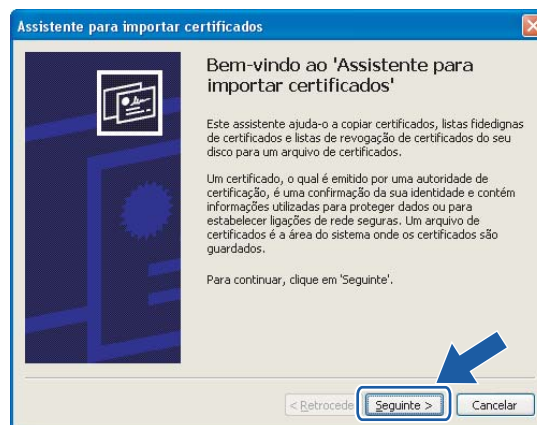 Assistente para importar certificados
Bem-vindo ao 'Assistente para
importar certificados'
Este assistente ajuda-o a copiar certificados, listas fidedignas
de certificados e listas de revogação de certificados do seu
disco para um arquivo de certificados.
Um certificado, o qual é emitido por uma autoridade de
certificação, é uma confirmação da sua identidade e contém
informações utilizadas para proteger dados ou para
estabelecer ligações de rede seguras. Um arquivo de
certificados é a área do sistema onde os certificados são
guardados.
Para continuar, clique em 'Seguinte'.
< Retrocede Seguinte > Cancelar